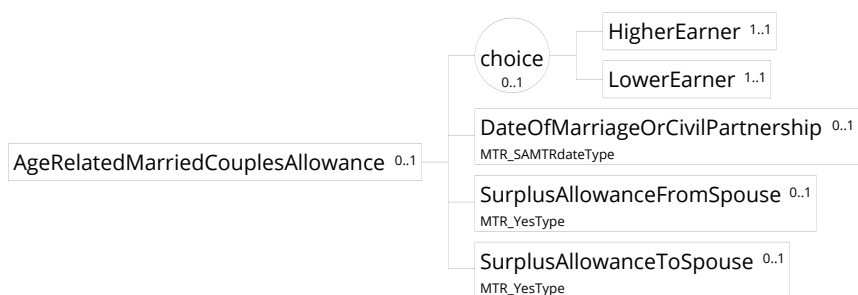 HigherEarner 1..1
choice
0..1
LowerEarner 1..1
DateOfMarriageOrCivilPartnership 0..1
MTR_SAMTRdateType
AgeRelatedMarriedCouplesAllowance 0..1
SurplusAllowanceFromSpouse 0..1
MTR_YesType
SurplusAllowanceToSpouse 0..1
MTR_YesType